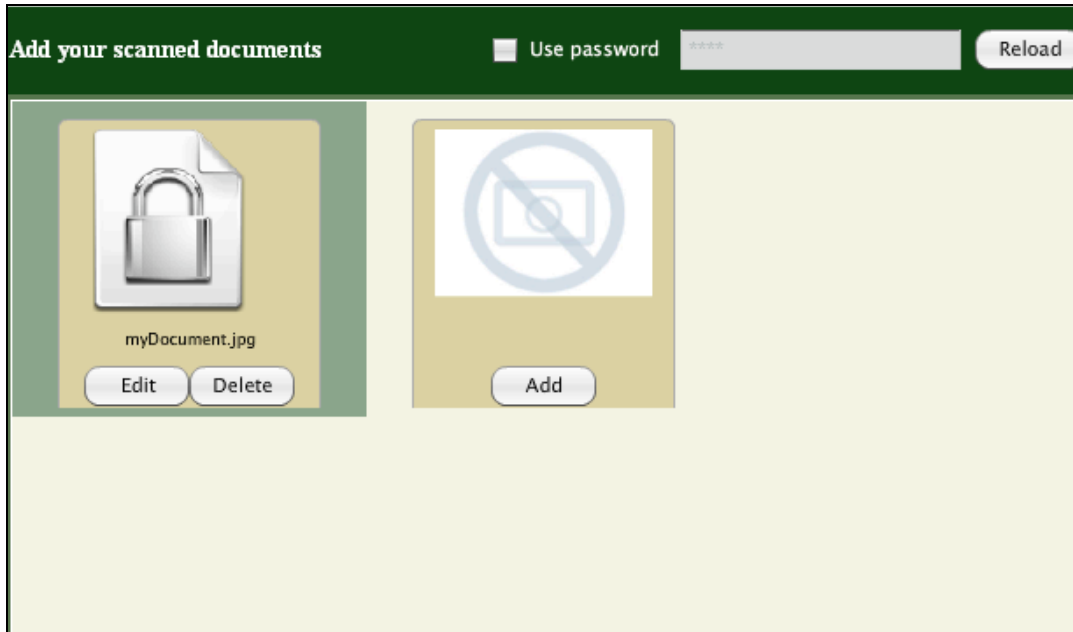 Add your scanned documents
Use password
****
Reload
myDocument.jpg
Edit
Delete
Add